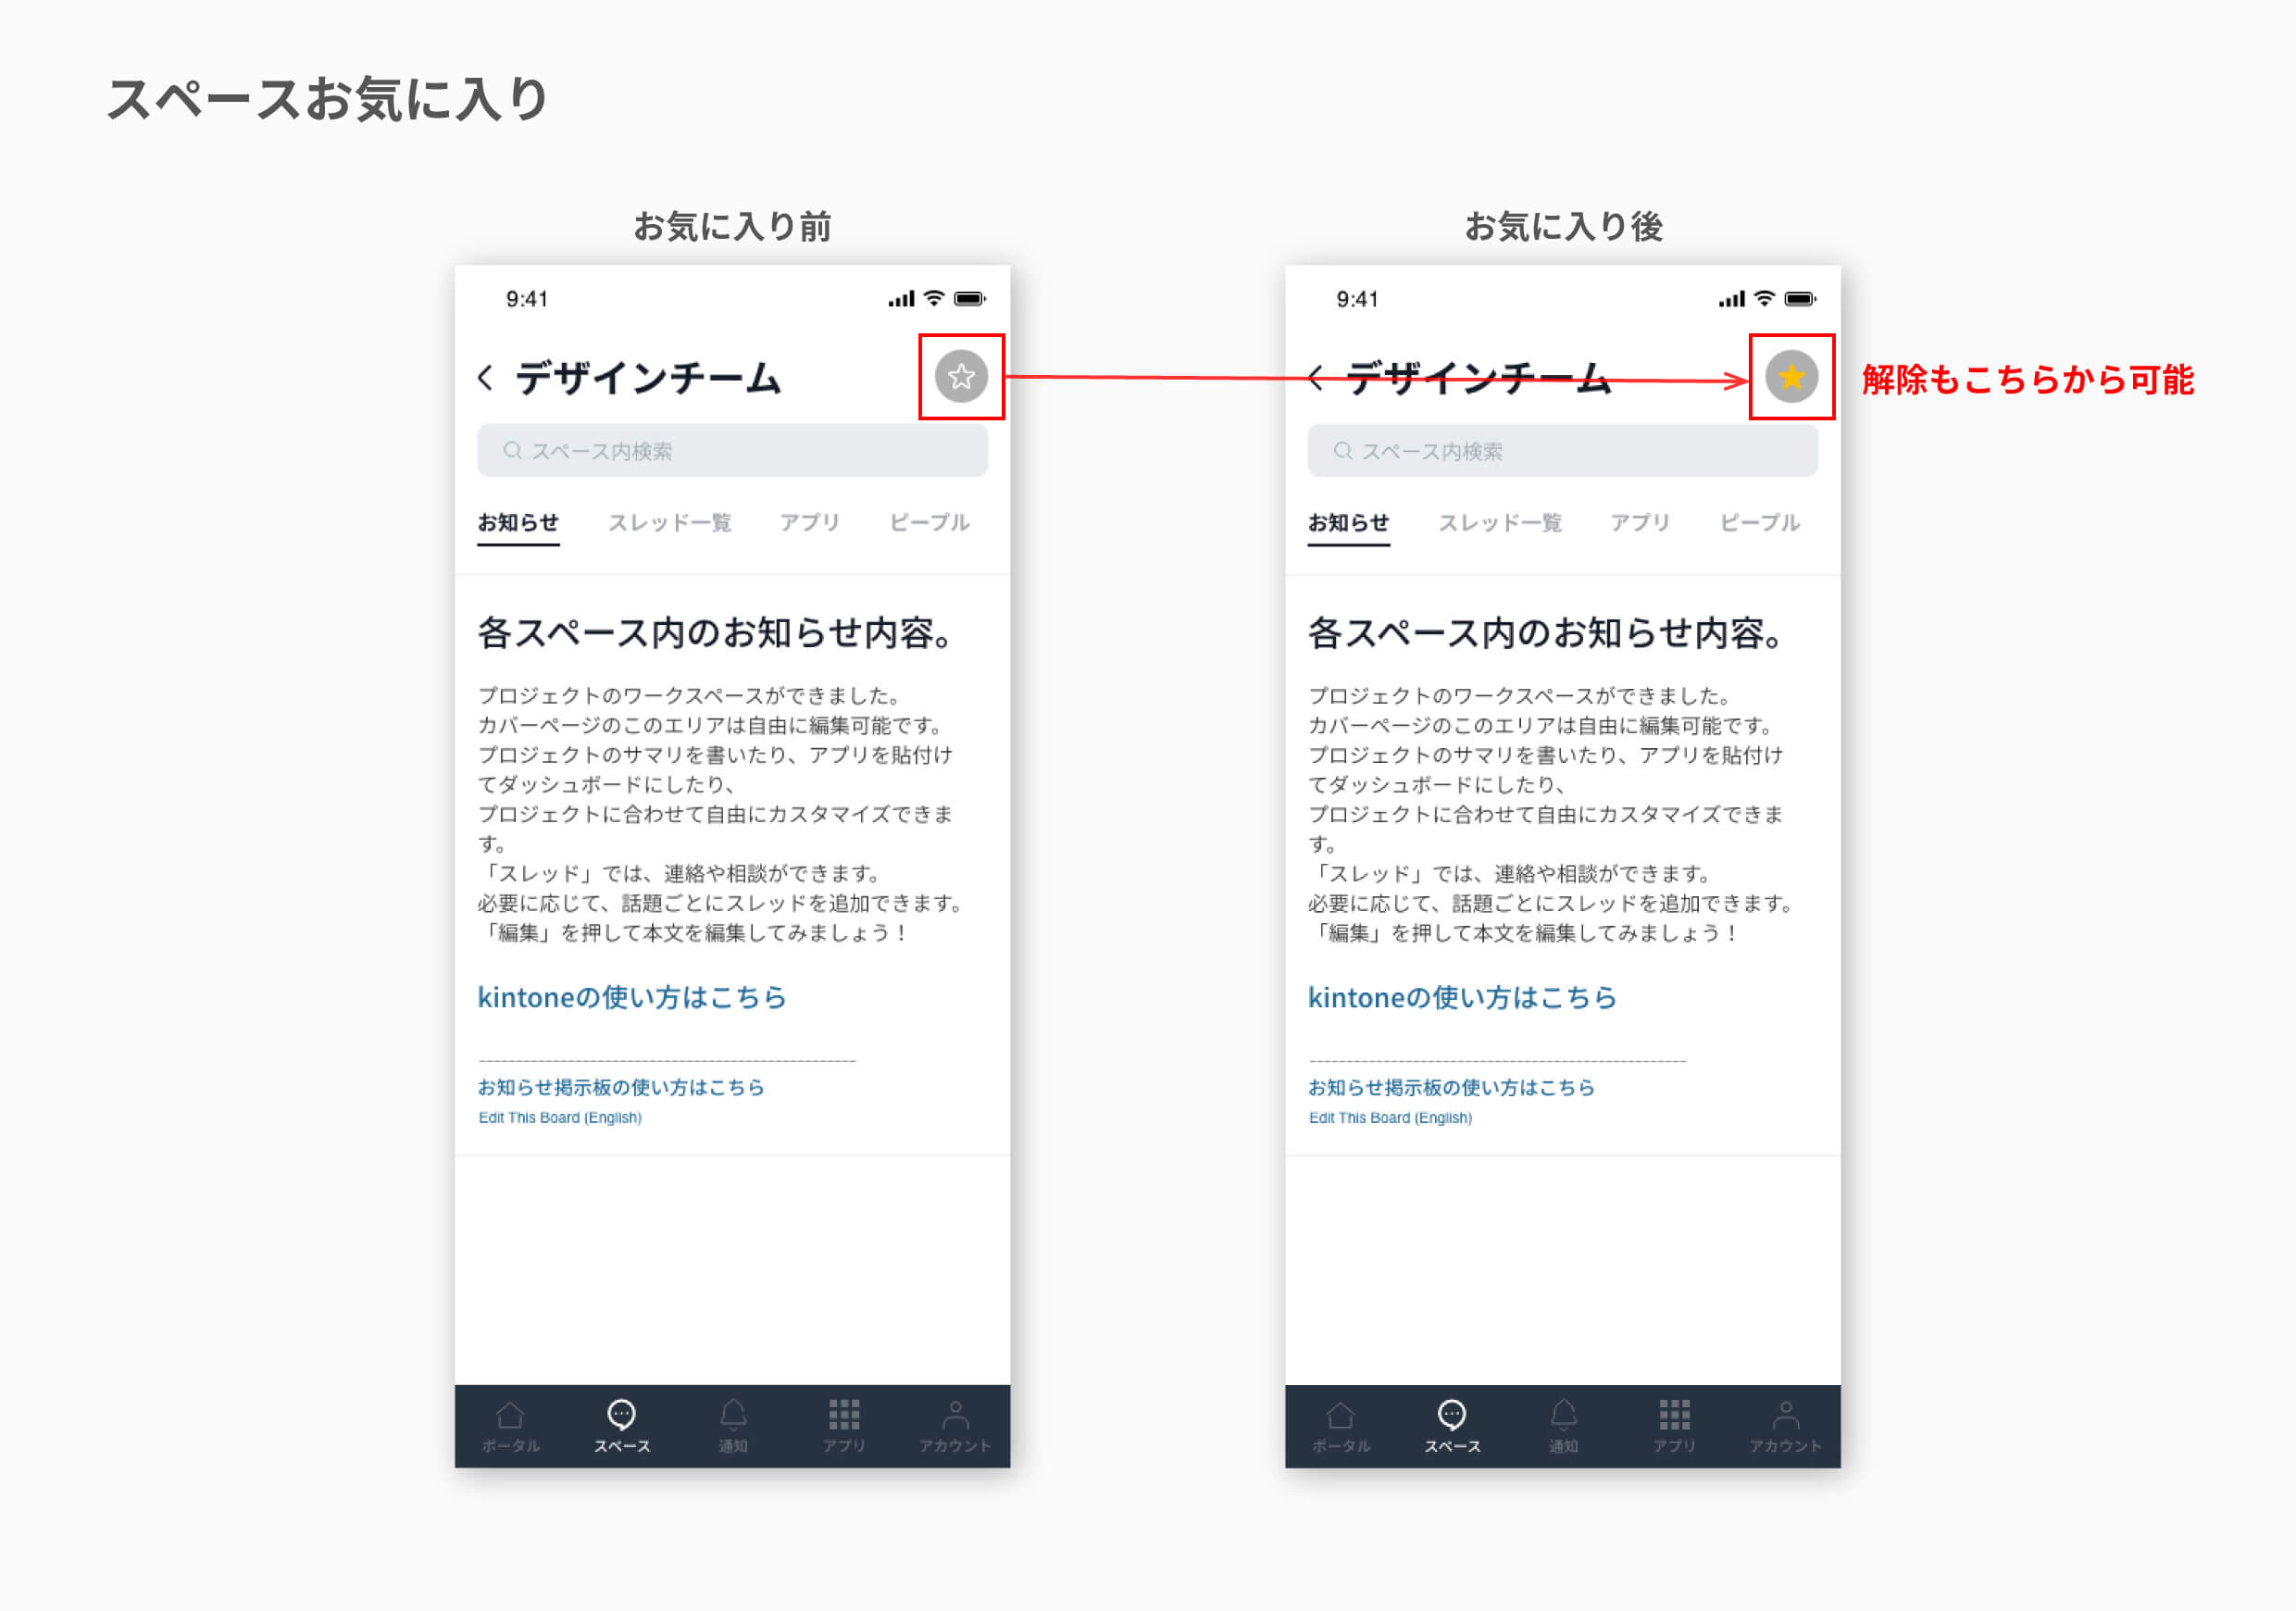 スペースお気に入り
お気に入り前
9:41
デザインチーム
スペース内検索
お知らせ スレッド一覧 アプリ ピープル
各スペース内のお知らせ内容。
プロジェクトのワークスペースができました。
カバーページのこのエリアは自由に編集可能です。
プロジェクトのサマリを書いたり、アプリを貼付け
てダッシュボードにしたり、
プロジェクトに合わせて自由にカスタマイズできま
す。
「スレッド」では、連絡や相談ができます。
必要に応じて、話題ごとにスレッドを追加できます。
「編集」を押して本文を編集してみましょう！
kintoneの使い方はこちら
お知らせ掲示板の使い方はこちら
Edit This Board (English)
ポータル スペース 通知 アプリ アカウント
お気に入り後
9:41
デザインチーム
解除もこちらから可能
スペース内検索
お知らせ スレッド一覧 アプリ ピープル
各スペース内のお知らせ内容。
プロジェクトのワークスペースができました。
カバーページのこのエリアは自由に編集可能です。
プロジェクトのサマリを書いたり、アプリを貼付け
てダッシュボードにしたり、
プロジェクトに合わせて自由にカスタマイズできま
す。
「スレッド」では、連絡や相談ができます。
必要に応じて、話題ごとにスレッドを追加できます。
「編集」を押して本文を編集してみましょう！
kintoneの使い方はこちら
お知らせ掲示板の使い方はこちら
Edit This Board (English)
ポータル スペース 通知 アプリ アカウント